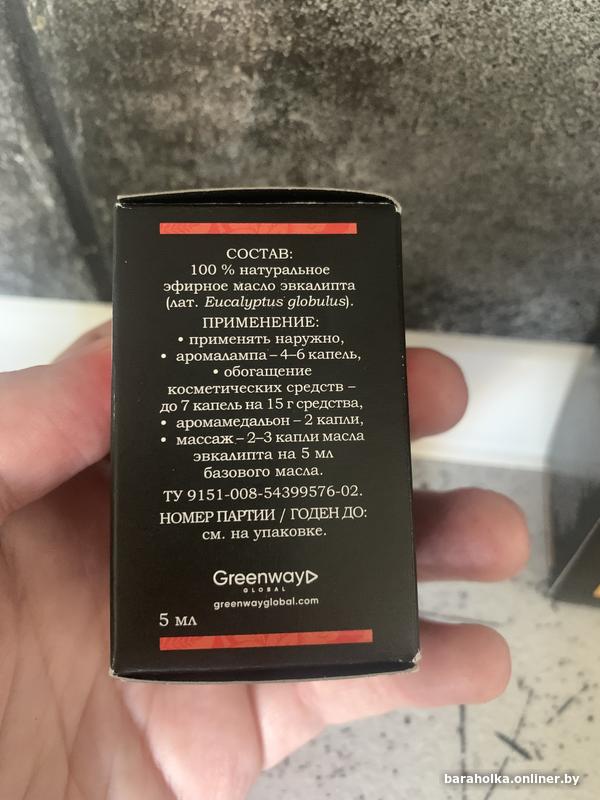 СОСТАВ:
100 % натуральное
эфирное масло эвкалипта
(лат. Eucalyptus globulus).
ПРИМЕНЕНИЕ:
• применять наружно,
• аромалампа – 4–6 капель,
• обогащение
косметических средств –
до 7 капель на 15 г средства,
• аромамедальон – 2 капли,
• массаж – 2–3 капли масла
эвкалипта на 5 мл
базового масла.
ТУ 9151-008-54399576-02.
НОМЕР ПАРТИИ / ГОДЕН ДО:
см. на упаковке.
Greenway
GLOBAL
greenwayglobal.com
5 мл
baraholka.onliner.by